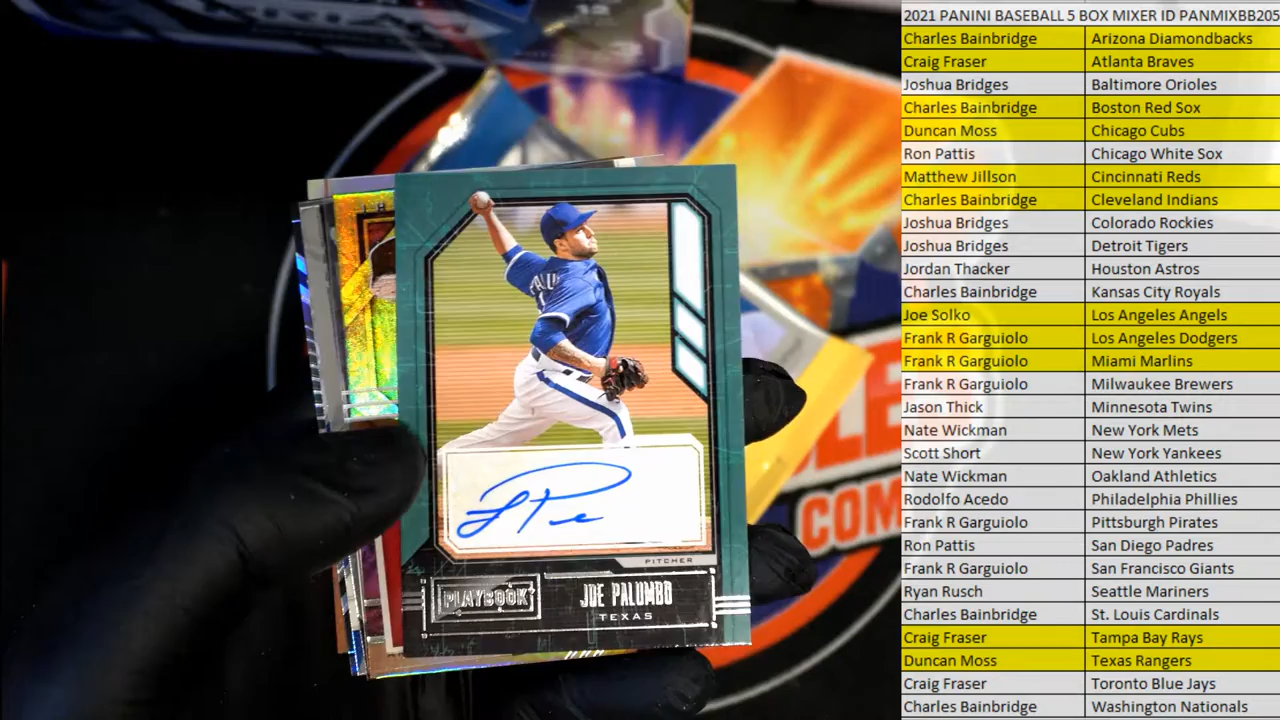 2021 PANINI BASEBALL 5 BOX MIXER ID PANMIXBB205
Charles Bainbridge Arizona Diamondbacks
Craig Fraser Atlanta Braves
Joshua Bridges Baltimore Orioles
Charles Bainbridge Boston Red Sox
Duncan Moss Chicago Cubs
Ron Pattis Chicago White Sox
Matthew Jillson Cincinnati Reds
Charles Bainbridge Cleveland Indians
Joshua Bridges Colorado Rockies
Joshua Bridges Detroit Tigers
Jordan Thacker Houston Astros
Charles Bainbridge Kansas City Royals
Joe Solko Los Angeles Angels
Frank R Garguiolo Los Angeles Dodgers
Frank R Garguiolo Miami Marlins
Frank R Garguiolo Milwaukee Brewers
Jason Thick Minnesota Twins
Nate Wickman New York Mets
Scott Short New York Yankees
Nate Wickman Oakland Athletics
Rodolfo Acedo Philadelphia Phillies
Frank R Garguiolo Pittsburgh Pirates
Ron Pattis San Diego Padres
Frank R Garguiolo San Francisco Giants
Ryan Rusch Seattle Mariners
Charles Bainbridge St. Louis Cardinals
Craig Fraser Tampa Bay Rays
Duncan Moss Texas Rangers
Craig Fraser Toronto Blue Jays
Charles Bainbridge Washington Nationals
PITCHER
PLAYBOOK
JOE PALUMBO
TEXAS
COM